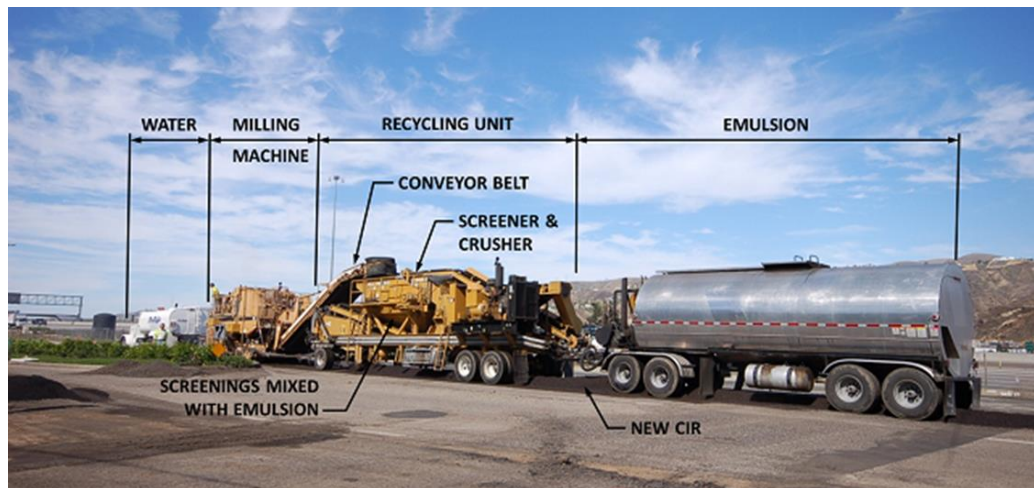 WATER
MILLING
MACHINE
RECYCLING UNIT
EMULSION
CONVEYOR BELT
SCREENER &
CRUSHER
SCREENINGS MIXED
WITH EMULSION
NEW CIR